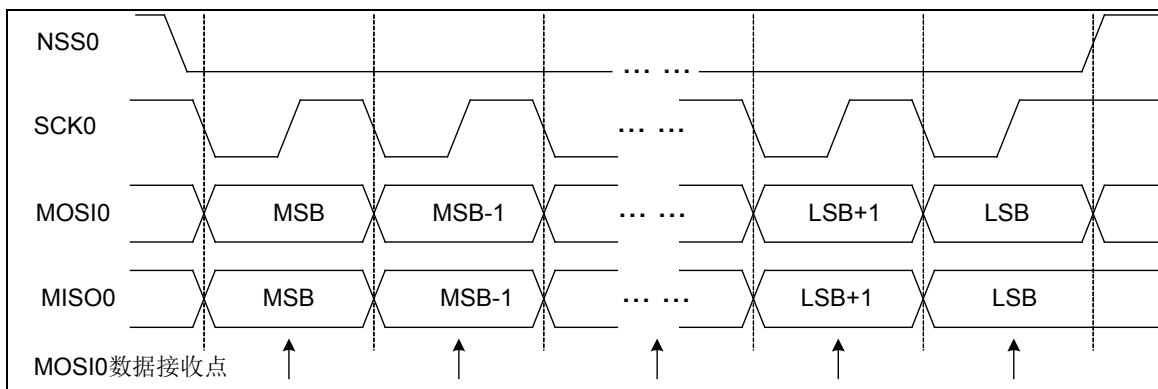 NSS0
... ...
SCK0
... ...
MOSI0 MSB MSB-1 ... ... LSB+1 LSB
MISO0 MSB MSB-1 ... ... LSB+1 LSB
MOSI0数据接收点